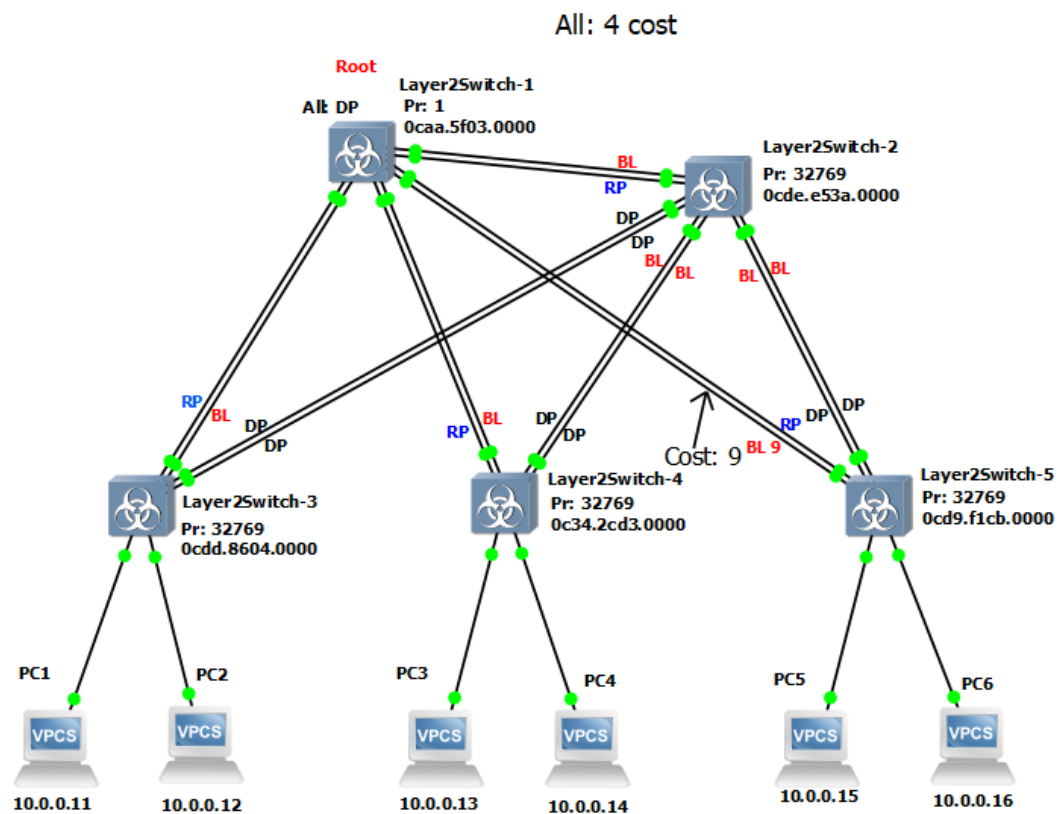 All: 4 cost
Root
Layer2Switch-1
All: DP
Pr: 1
0caa.5f03.0000
Layer2Switch-2
BL
Pr: 32769
RP
0cde.e53a.0000
DP
DP
BL
BL
BL
BL
RP
BL
DP
DP
RP
BL
DP
DP
Cost: 9
BL 9
RP
DP
DP
Layer2Switch-3
Pr: 32769
0cdd.8604.0000
Layer2Switch-4
Pr: 32769
0c34.2cd3.0000
Layer2Switch-5
Pr: 32769
0cd9.f1cb.0000
PC1
PC2
PC3
PC4
PC5
PC6
VPCS
VPCS
VPCS
VPCS
VPCS
VPCS
10.0.0.11
10.0.0.12
10.0.0.13
10.0.0.14
10.0.0.15
10.0.0.16